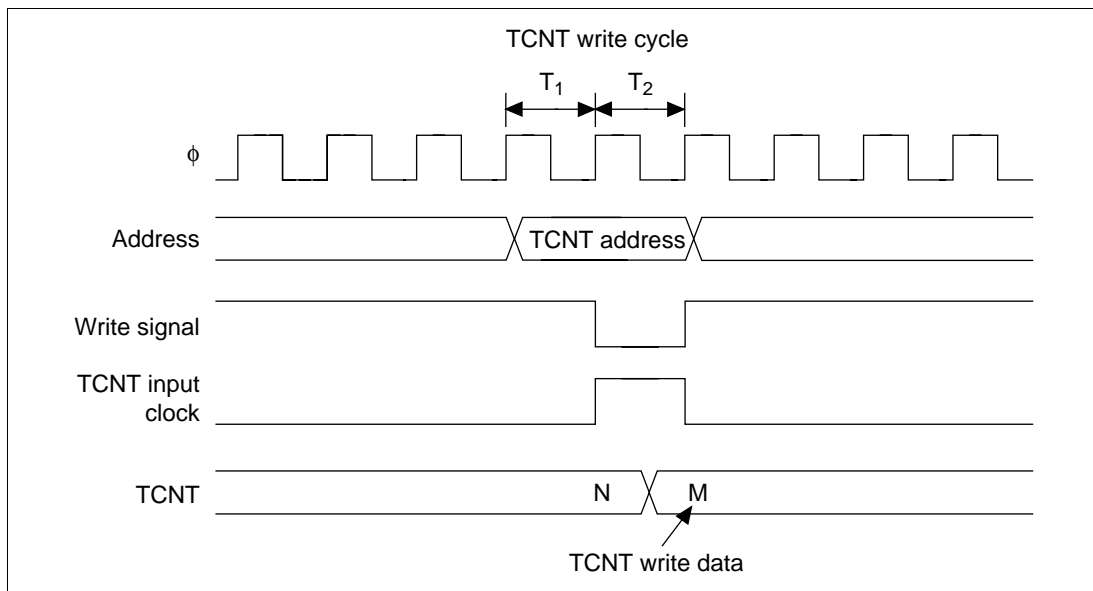 TCNT write cycle
T1 T2
ϕ
Address
TCNT address
Write signal
TCNT input
clock
TCNT
N M
TCNT write data